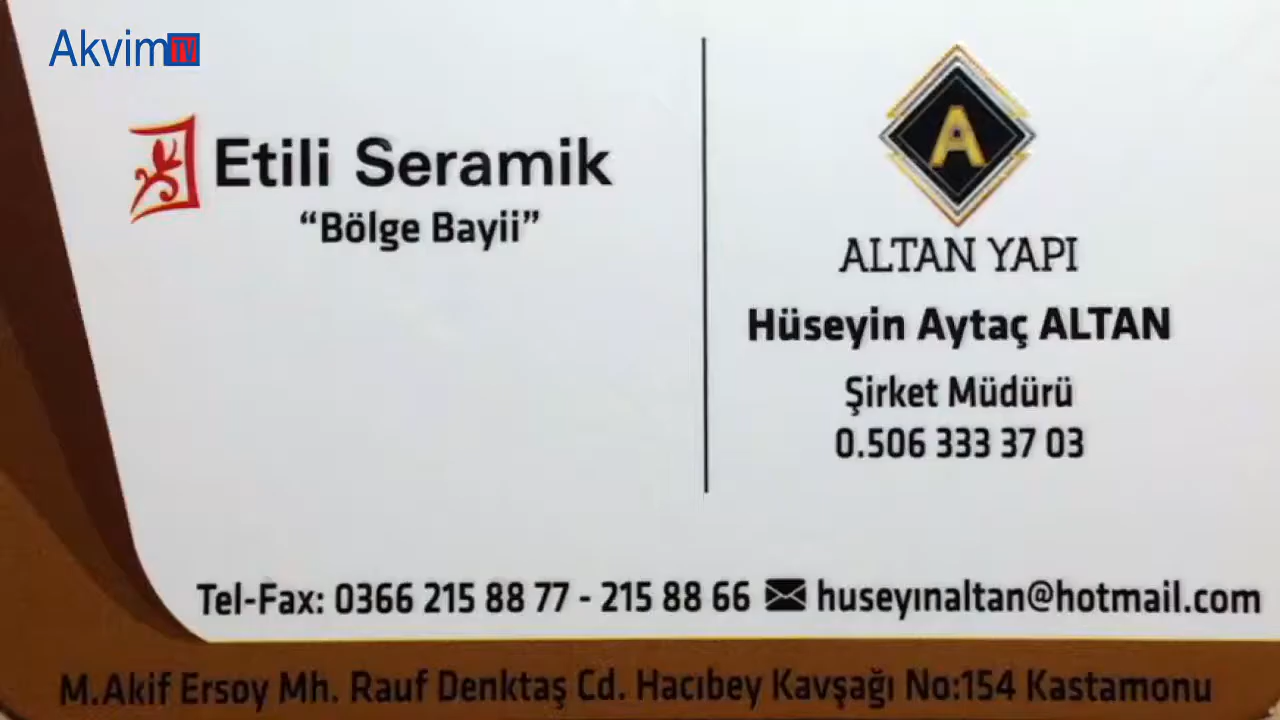 AkvimTV
Etili Seramik
“Bölge Bayii”
A
ALTAN YAPI
Hüseyin Aytaç ALTAN
Şirket Müdürü
0.506 333 37 03
Tel-Fax: 0366 215 88 77 - 215 88 66 huseyınaltan@hotmail.com
M.Akif Ersoy Mh. Rauf Denktaş Cd. Hacıbey Kavşağı No:154 Kastamonu